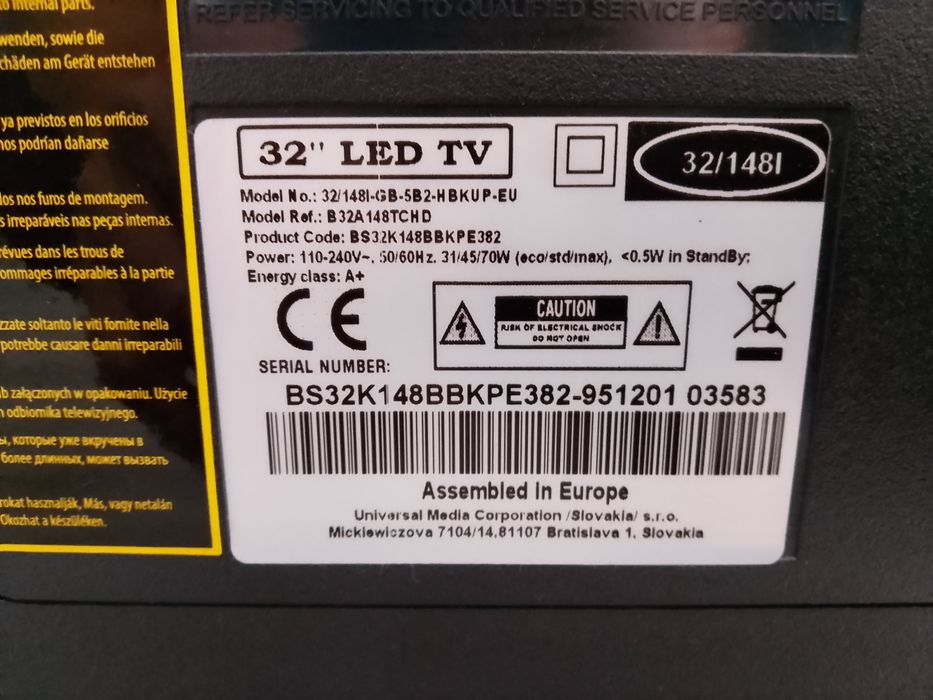 to internal parts.
wenden, sowie die
chäden am Gerät entstehen
ya previstos en los orificios
nos podrían dañarse
los nos furos de montagem.
s irreparáveis nas peças internas.
révues dans les trous de
ommages irréparables à la partie
zzate soltanto le viti fornite nella
potrebbe causare danni irreparabili
b załączonych w opakowaniu. Użycie
n odbiornika telewizyjnego.
ы, которые уже вкручены в
более длинных, может вызвать
rokat használják, Más, vagy netalán
Okozhat a készüléken.
REFER SERVICING TO QUALIFIED SERVICE PERSONNEL
32" LED TV
32/148I
Model No.: 32/148I-GB-5B2-HBKUP-EU
Model Ref.: B32A148TCHD
Product Code: BS32K148BBKPE382
Power: 110-240V~, 50/60Hz, 31/45/70W (eco/std/max), <0.5W in StandBy;
Energy class: A+
CE
CAUTION
RISK OF ELECTRICAL SHOCK
DO NOT OPEN
SERIAL NUMBER:
BS32K148BBKPE382-951201 03583
Assembled in Europe
Universal Media Corporation /Slovakia/ s.r.o.
Mickiewiczova 7104/14,81107 Bratislava 1, Slovakia